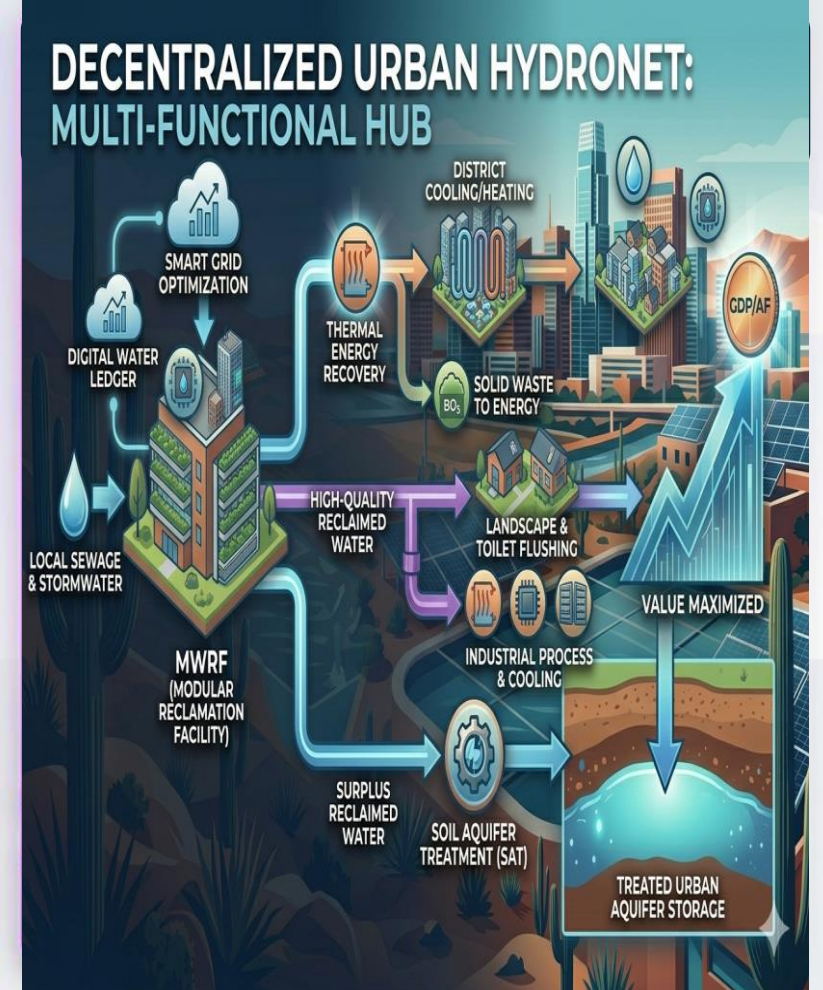 DECENTRALIZED URBAN HYDRONET:
MULTI-FUNCTIONAL HUB
SMART GRID
OPTIMIZATION
DIGITAL WATER
LEDGER
LOCAL SEWAGE
& STORMWATER
MWRF
(MODULAR
RECLAMATION
FACILITY)
THERMAL
ENERGY
RECOVERY
DISTRICT
COOLING/HEATING
BO₅
SOLID WASTE
TO ENERGY
GDP/AF
HIGH-QUALITY
RECLAIMED
WATER
LANDSCAPE &
TOILET FLUSHING
INDUSTRIAL PROCESS
& COOLING
VALUE MAXIMIZED
SURPLUS
RECLAIMED
WATER
SOIL AQUIFER
TREATMENT (SAT)
TREATED URBAN
AQUIFER STORAGE